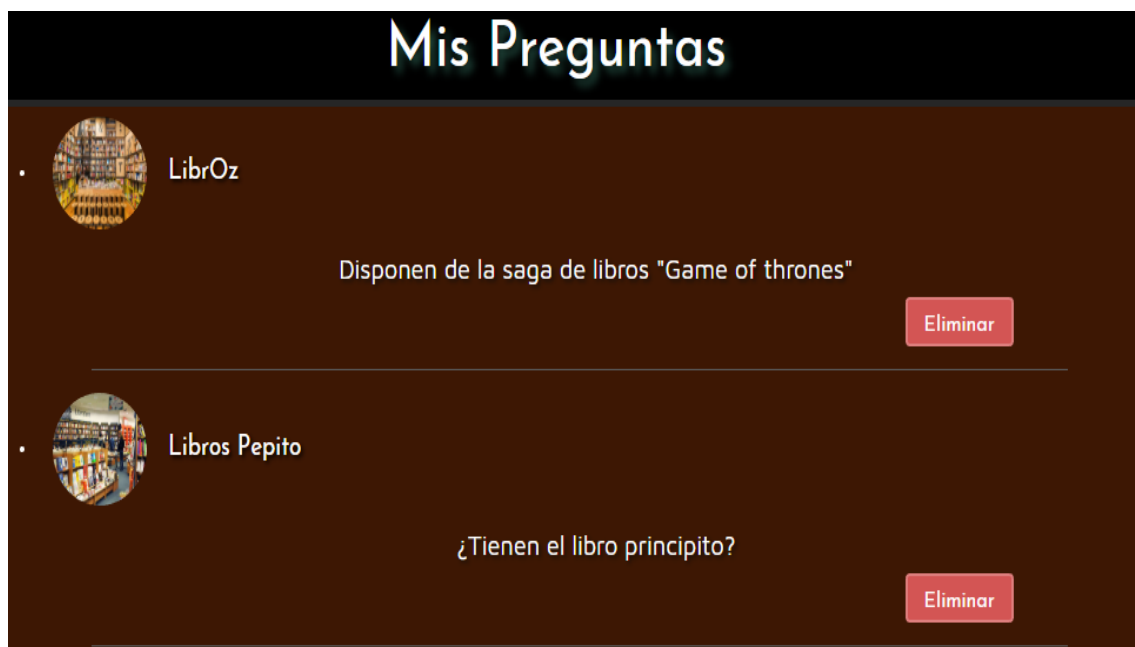 Mis Preguntas
LibrOz
Disponen de la saga de libros "Game of thrones"
Eliminar
Libros Pepito
¿Tienen el libro principito?
Eliminar